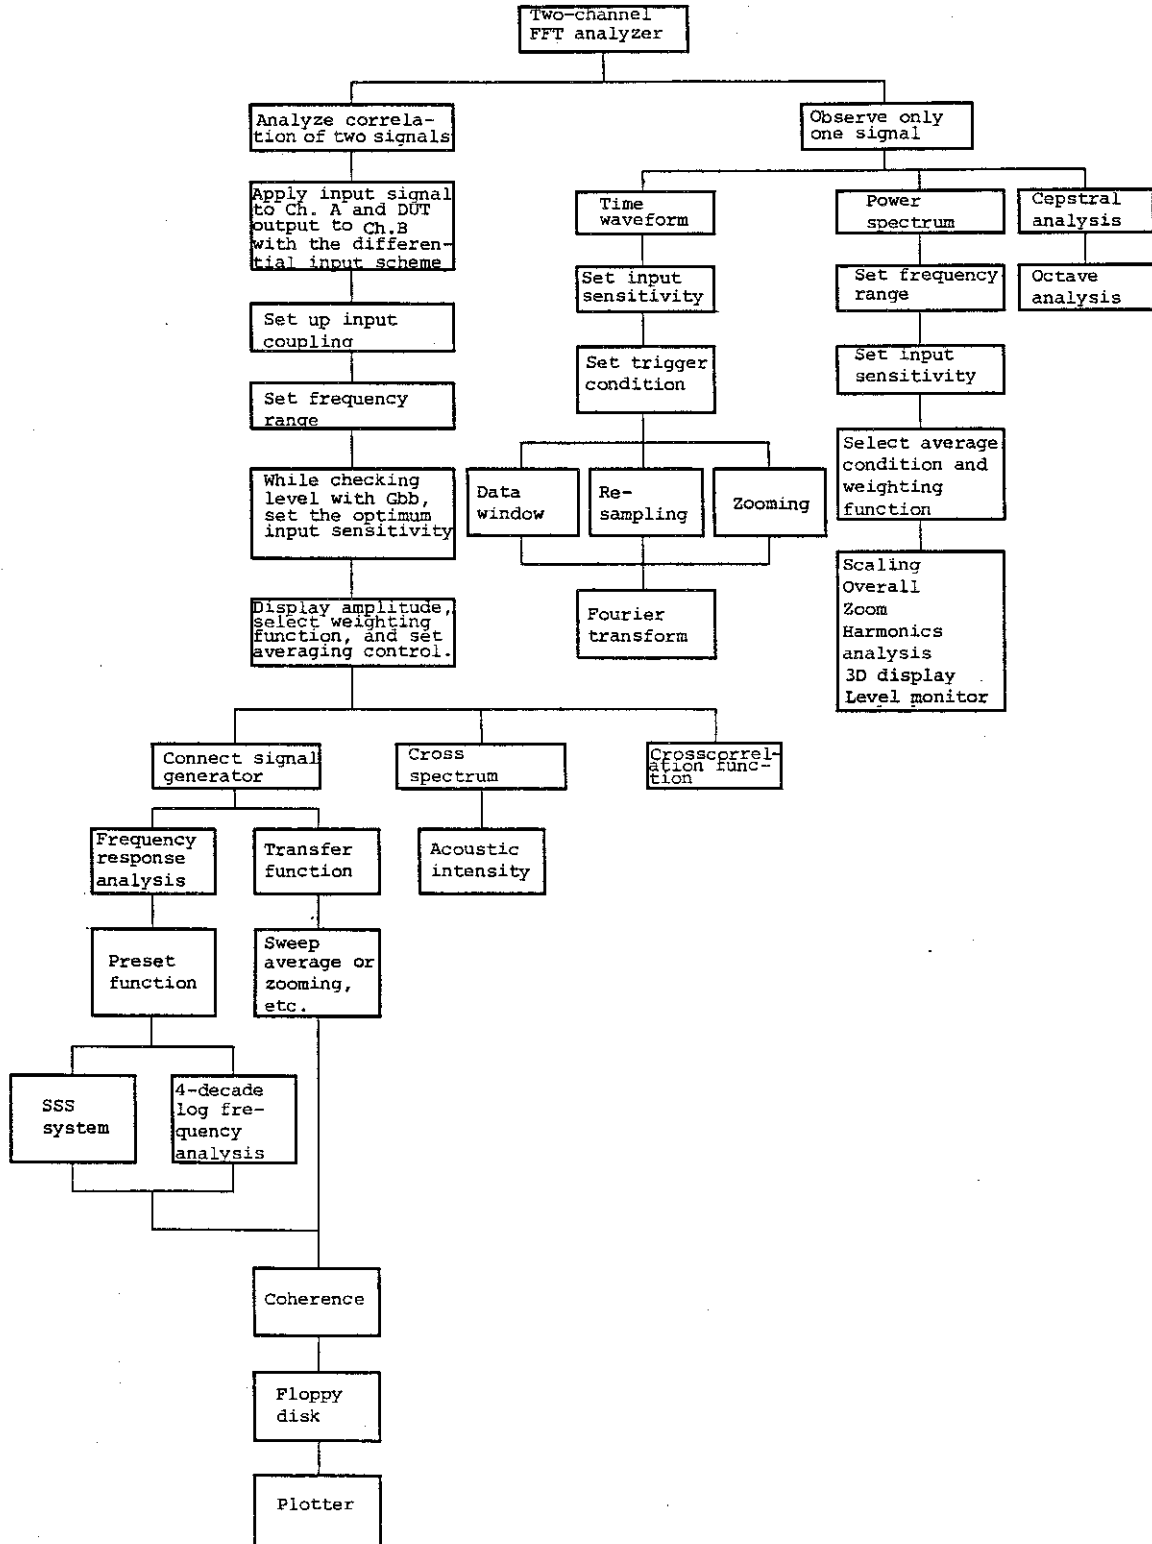 Two-channel
FFT analyzer
Analyze correla-
tion of two signals
Observe only
one signal
Apply input signal
to Ch. A and DUT
output to Ch.B
with the differen-
tial input scheme
Time
waveform
Power
spectrum
Cepstral
analysis
Set input
sensitivity
Set frequency
range
Octave
analysis
Set up input
coupling
Set trigger
condition
Set input
sensitivity
Set frequency
range
Select average
condition and
weighting
function
While checking
level with Gbb,
set the optimum
input sensitivity
Data
window
Re-
sampling
Zooming
Scaling
Overall
Zoom
Harmonics
analysis
3D display
Level monitor
Display amplitude,
select weighting
function, and set
averaging control.
Fourier
transform
Connect signal
generator
Cross
spectrum
Crosscorrel-
ation func-
tion
Frequency
response
analysis
Transfer
function
Acoustic
intensity
Preset
function
Sweep
average or
zooming,
etc.
SSS
system
4-decade
log fre-
quency
analysis
Coherence
Floppy
disk
Plotter